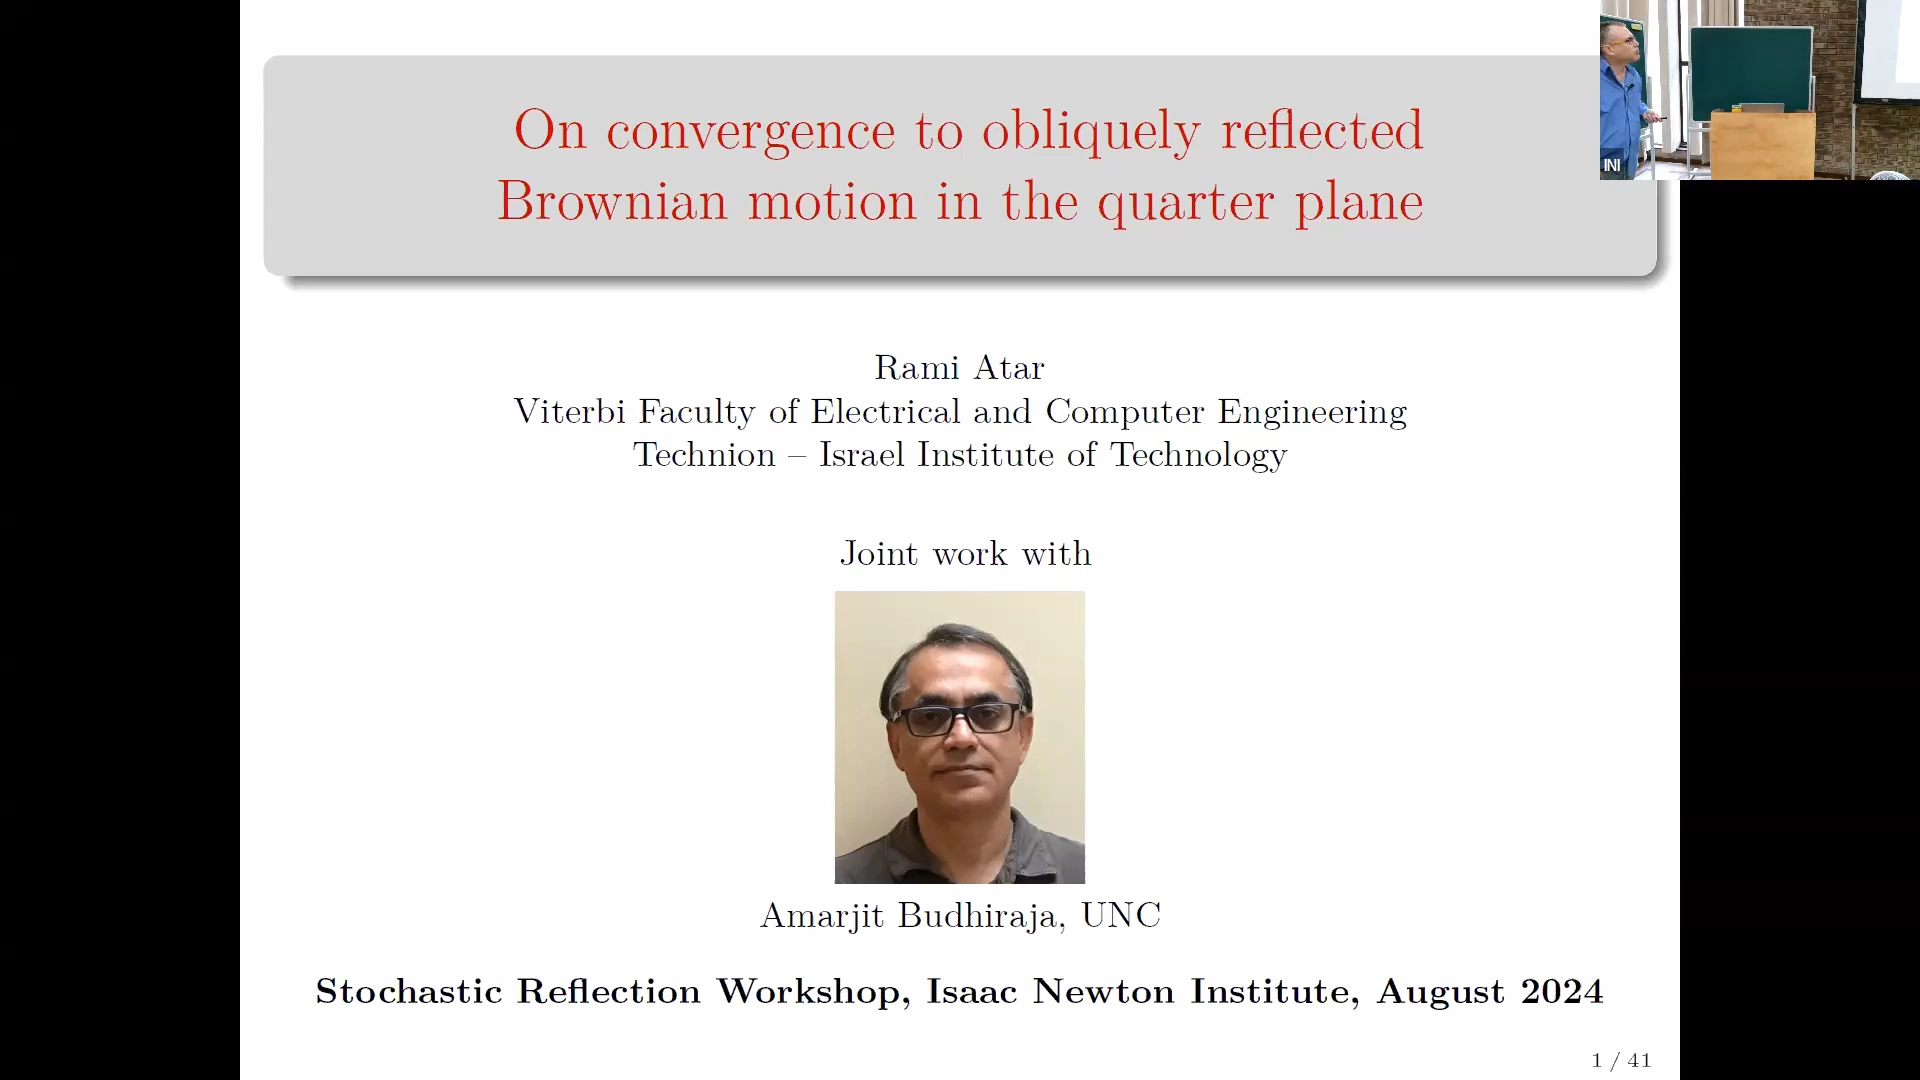 On convergence to obliquely reflected
Brownian motion in the quarter plane
INI
Rami Atar
Viterbi Faculty of Electrical and Computer Engineering
Technion – Israel Institute of Technology
Joint work with
Amarjit Budhiraja, UNC
Stochastic Reflection Workshop, Isaac Newton Institute, August 2024
1 / 41